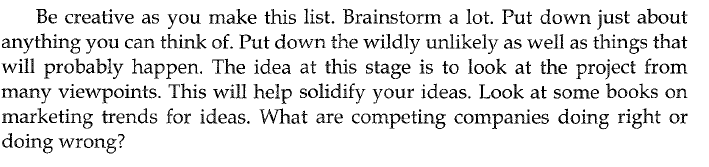 Be creative as you make this list. Brainstorm a lot. Put down just about
anything you can think of. Put down the wildly unlikely as well as things that
will probably happen. The idea at this stage is to look at the project from
many viewpoints. This will help solidify your ideas. Look at some books on
marketing trends for ideas. What are competing companies doing right or
doing wrong?